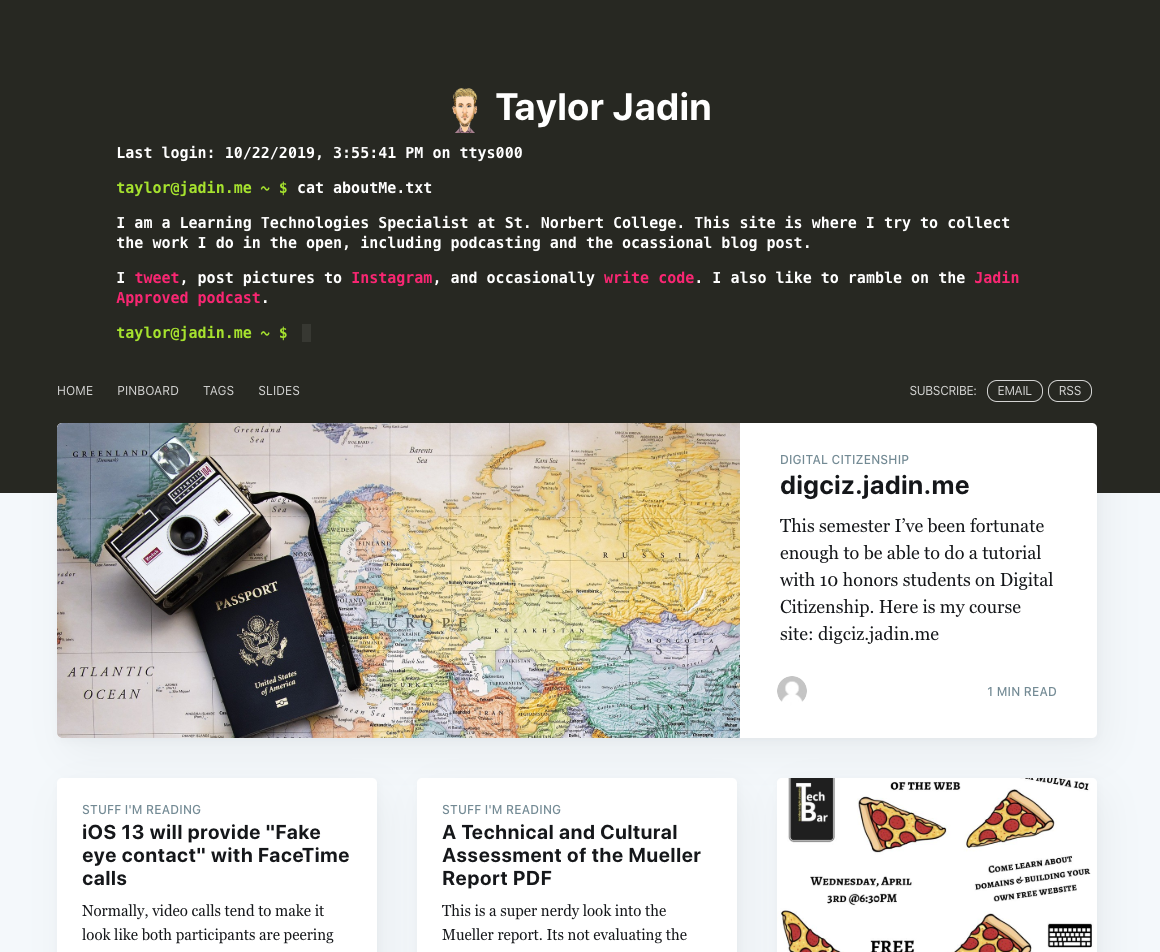 Taylor Jadin
Last login: 10/22/2019, 3:55:41 PM on ttys000
taylor@jadin.me ~ $ cat aboutMe.txt
I am a Learning Technologies Specialist at St. Norbert College. This site is where I try to collect
the work I do in the open, including podcasting and the ocassional blog post.
I tweet, post pictures to Instagram, and occasionally write code. I also like to ramble on the Jadin
Approved podcast.
taylor@jadin.me ~ $
HOME PINBOARD TAGS SLIDES SUBSCRIBE: EMAIL RSS
Greenland
Sea
GREENLAND
Denmark
Barents
Sea
Kara Sea
SWEDEN
FINLAND
RUSSIA
EUROPE
KAZAKHSTAN
MONGOLIA
ASIA
Black Sea
UZBEKISTAN
TURKEY
IRAN
CHINA
ATLANTIC
OCEAN
PASSPORT
United States
of America
DIGITAL CITIZENSHIP
digciz.jadin.me
This semester I’ve been fortunate
enough to be able to do a tutorial
with 10 honors students on Digital
Citizenship. Here is my course
site: digciz.jadin.me
1 MIN READ
STUFF I'M READING
iOS 13 will provide "Fake
eye contact" with FaceTime
calls
Normally, video calls tend to make it
look like both participants are peering
STUFF I'M READING
A Technical and Cultural
Assessment of the Mueller
Report PDF
This is a super nerdy look into the
Mueller report. Its not evaluating the
Tech
Bar
OF THE WEB
MULVA 101
COME LEARN ABOUT
DOMAINS & BUILDING YOUR
OWN FREE WEBSITE
WEDNESDAY, APRIL
3RD @6:30PM
FREE